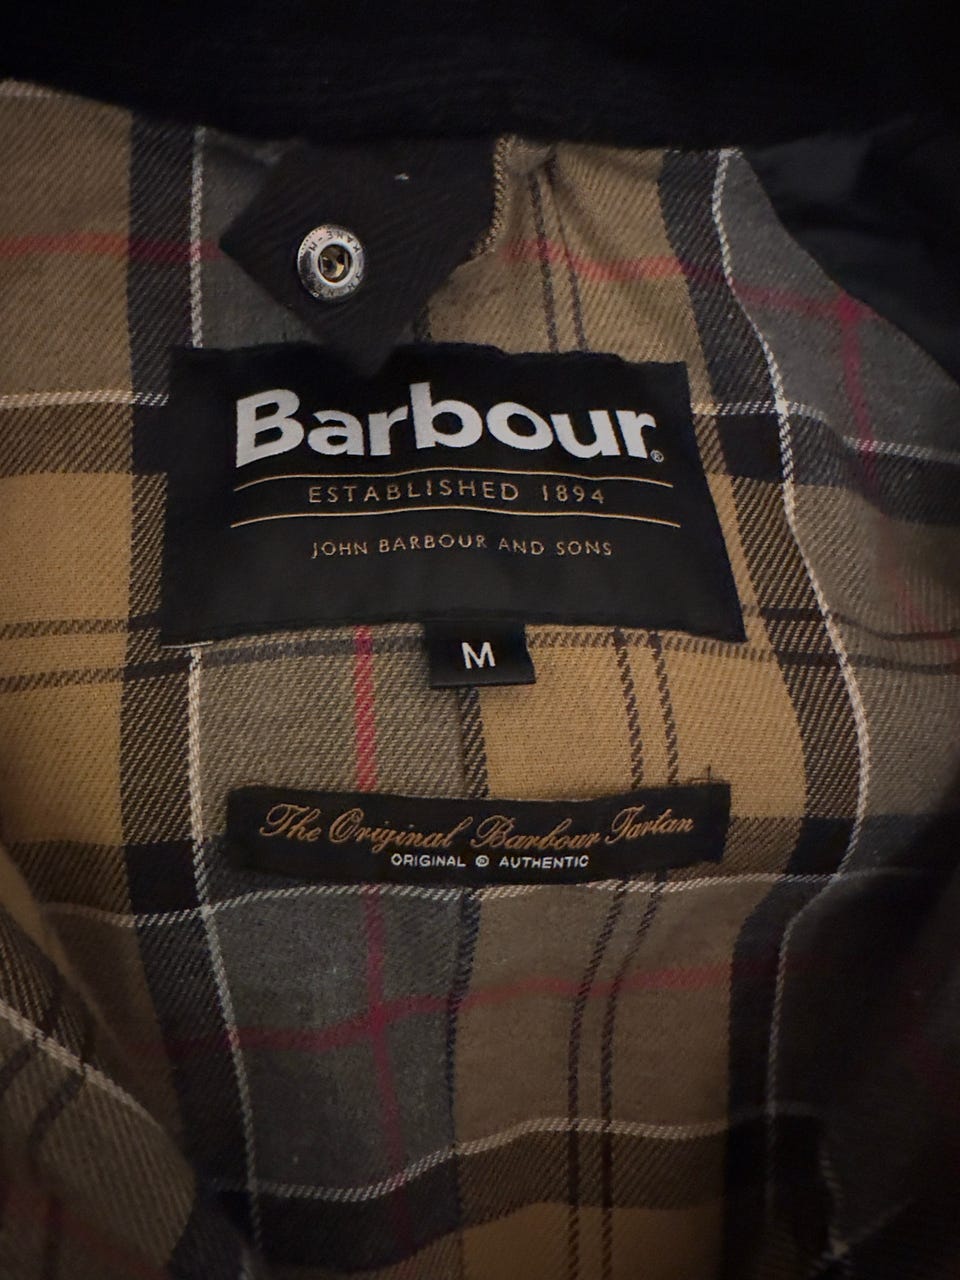 Barbour®
ESTABLISHED 1894
JOHN BARBOUR AND SONS
M
The Original Barbour Tartan
ORIGINAL ® AUTHENTIC